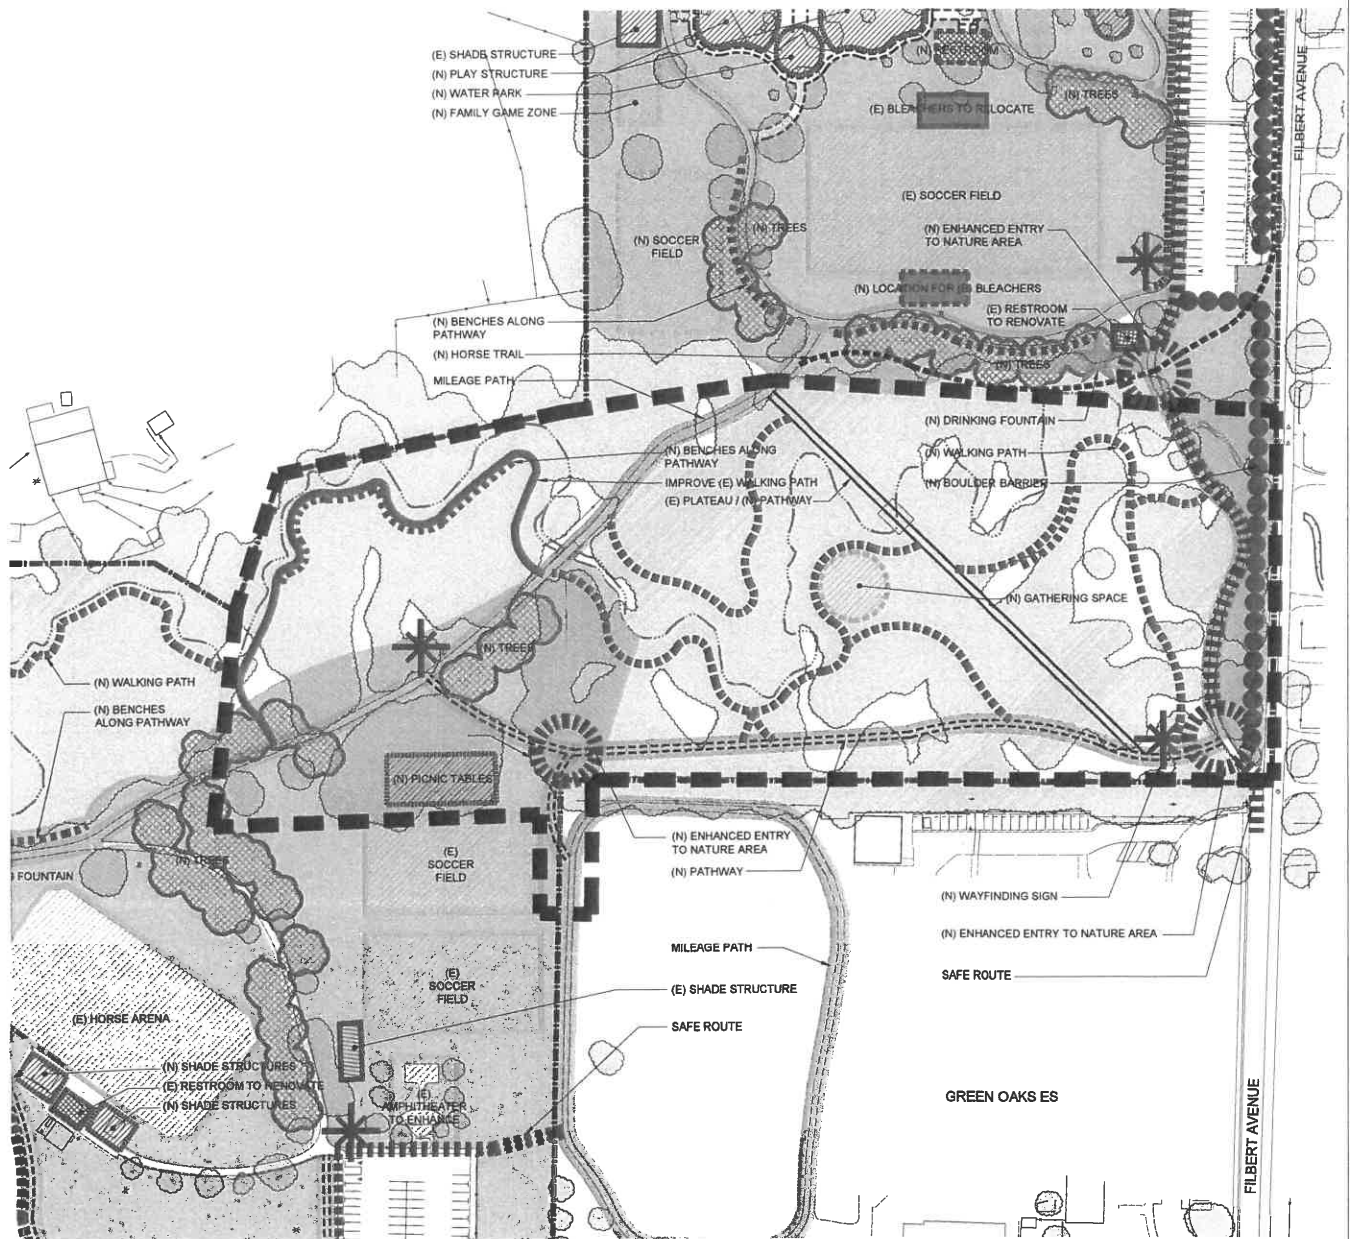 (E) SHADE STRUCTURE
(N) PLAY STRUCTURE
(N) WATER PARK
(N) FAMILY GAME ZONE
(N) RESTROOM
(N) TREES
(E) BLEACHERS TO RELOCATE
FILBERT AVENUE
(E) SOCCER FIELD
(N) TREES
(N) SOCCER
FIELD
(N) ENHANCED ENTRY
TO NATURE AREA
(N) LOCATION FOR (E) BLEACHERS
(E) RESTROOM
TO RENOVATE
(N) BENCHES ALONG
PATHWAY
(N) HORSE TRAIL
(N) TREES
MILEAGE PATH
(N) DRINKING FOUNTAIN
(N) BENCHES ALONG
PATHWAY
(N) WALKING PATH
IMPROVE (E) WALKING PATH
(N) BOULDER BARRIER
(E) PLATEAU / (N) PATHWAY
(N) GATHERING SPACE
(N) TREES
(N) WALKING PATH
(N) BENCHES
ALONG PATHWAY
(N) PICNIC TABLES
(N) ENHANCED ENTRY
TO NATURE AREA
(N) PATHWAY
(E)
SOCCER
FIELD
(N) TREES
FOUNTAIN
(N) WAYFINDING SIGN
(N) ENHANCED ENTRY TO NATURE AREA
MILEAGE PATH
SAFE ROUTE
(E)
SOCCER
FIELD
(E) SHADE STRUCTURE
(E) HORSE ARENA
SAFE ROUTE
(N) SHADE STRUCTURES
(E) RESTROOM TO RENOVATE
(N) SHADE STRUCTURES
(E)
AMPHITHEATER
TO ENHANCE
GREEN OAKS ES
FILBERT AVENUE